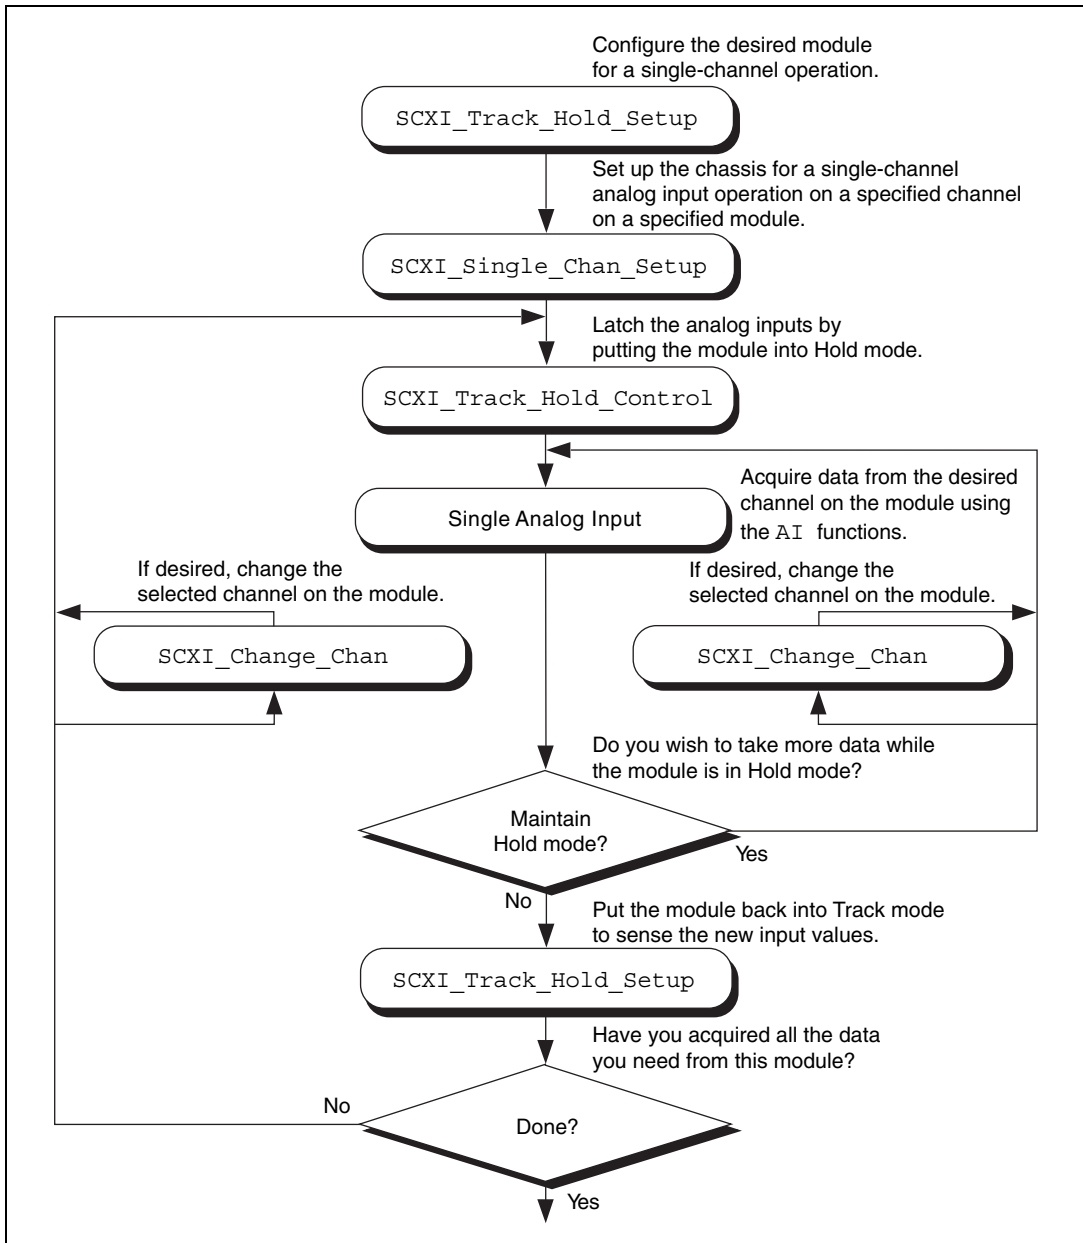 Configure the desired module
for a single-channel operation.
SCXI_Track_Hold_Setup
Set up the chassis for a single-channel
analog input operation on a specified channel
on a specified module.
SCXI_Single_Chan_Setup
Latch the analog inputs by
putting the module into Hold mode.
SCXI_Track_Hold_Control
Acquire data from the desired
channel on the module using
the AI functions.
Single Analog Input
If desired, change the
selected channel on the module.
SCXI_Change_Chan
If desired, change the
selected channel on the module.
SCXI_Change_Chan
Do you wish to take more data while
the module is in Hold mode?
Maintain
Hold mode?
Yes
No
Put the module back into Track mode
to sense the new input values.
SCXI_Track_Hold_Setup
Have you acquired all the data
you need from this module?
No
Done?
Yes